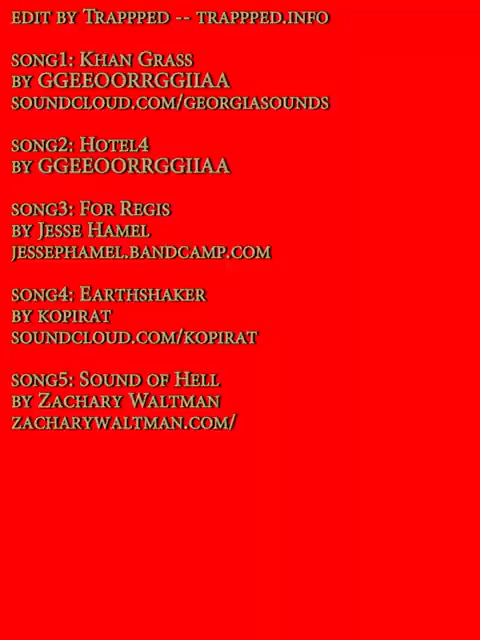 edit by Trappped -- trappped.info
song1: Khan Grass
by GGEEOORRGGIIAA
soundcloud.com/georgiasounds
song2: Hotel4
by GGEEOORRGGIIAA
song3: For Regis
by Jesse Hamel
jessephamel.bandcamp.com
song4: Earthshaker
by kopirat
soundcloud.com/kopirat
song5: Sound of Hell
by Zachary Waltman
zacharywaltman.com/